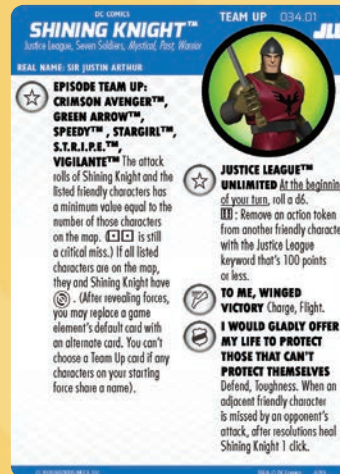 DC COMICS
SHINING KNIGHT™
Justice League, Seven Soldiers, Mystical, Past, Warrior
REAL NAME: SIR JUSTIN ARTHUR
EPISODE TEAM UP:
CRIMSON AVENGER™,
GREEN ARROW™,
SPEEDY™, STARGIRL™,
S.T.R.I.P.E.™,
VIGILANTE™ The attack
rolls of Shining Knight and the
listed friendly characters has
a minimum value equal to the
number of those characters
on the map. (⚀⚀ is still
a critical miss.) If all listed
characters are on the map,
they and Shining Knight have
. (After revealing forces,
you may replace a game
element's default card with
an alternate card. You can't
choose a Team Up card if any
characters on your starting
force share a name).
TEAM UP 034.01
JLU
JUSTICE LEAGUE™
UNLIMITED At the beginning
of your turn, roll a d6.
⚅: Remove an action token
from another friendly characte
with the Justice League
keyword that's 100 points
or less.
TO ME, WINGED
VICTORY Charge, Flight.
I WOULD GLADLY OFFER
MY LIFE TO PROTECT
THOSE THAT CAN'T
PROTECT THEMSELVES
Defend, Toughness. When an
adjacent friendly character
is missed by an opponent's
attack, after resolutions heal
Shining Knight 1 click.